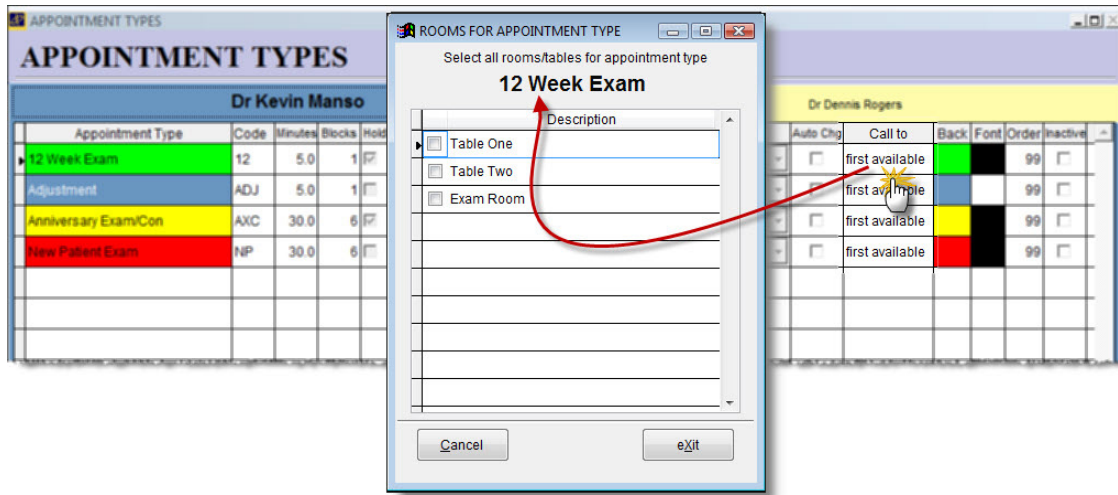 APPOINTMENT TYPES
APPOINTMENT TYPES
Dr Kevin Manso
Dr Dennis Rogers
Appointment Type Code Minutes Blocks Hold Auto Chg Call to Back Font Order Inactive
12 Week Exam 12 5.0 1 first available 99
Adjustment ADJ 5.0 1 first available 99
Anniversary Exam/Con AXC 30.0 6 first available 99
New Patient Exam NP 30.0 6 first available 99
ROOMS FOR APPOINTMENT TYPE
Select all rooms/tables for appointment type
12 Week Exam
Description
Table One
Table Two
Exam Room
Cancel eXit